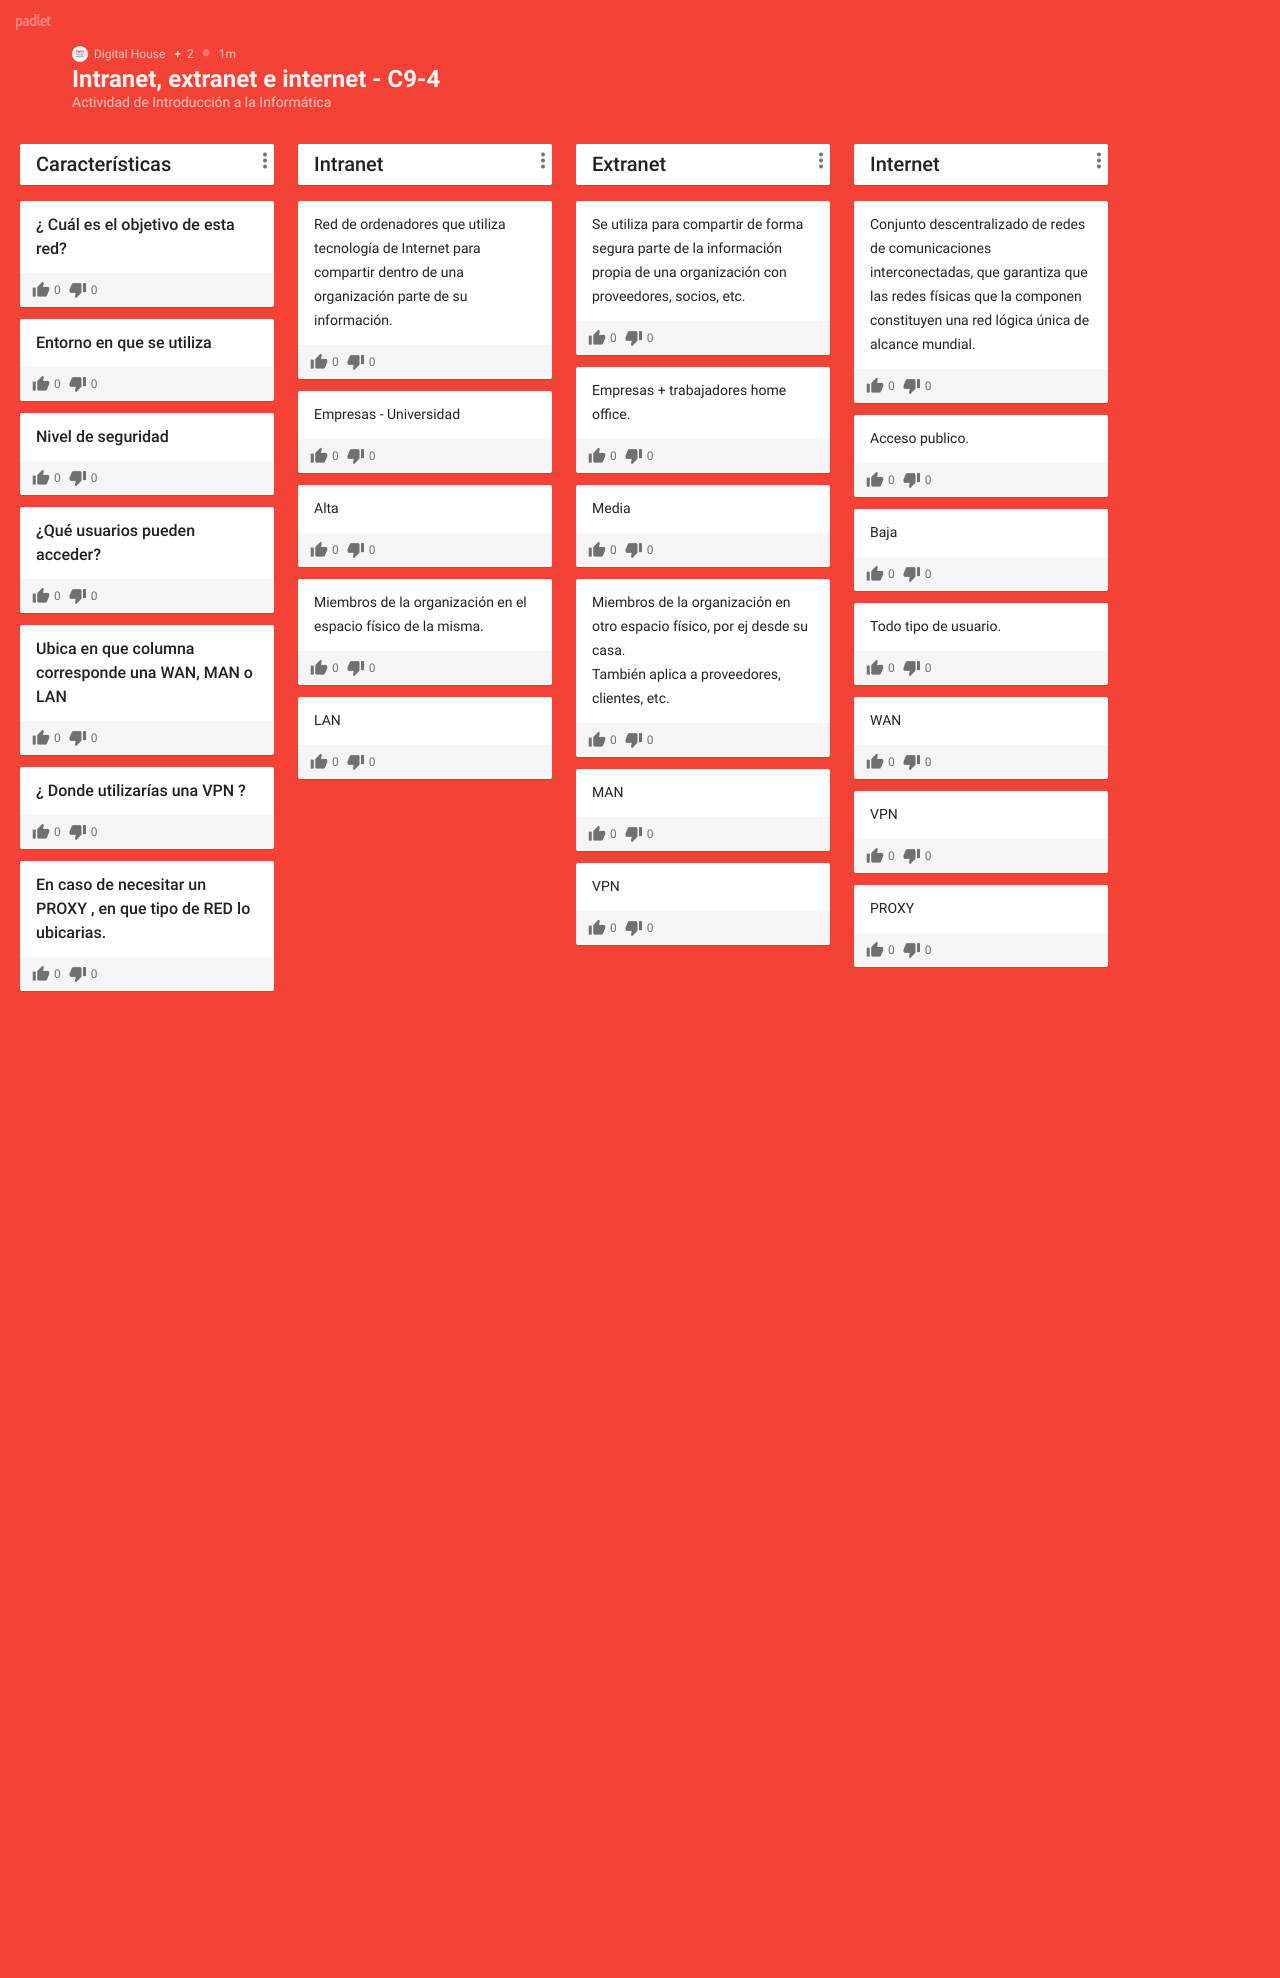 padlet
Digital House + 2 1m
Intranet, extranet e internet - C9-4
Actividad de Introducción a la Informática
Características
¿ Cuál es el objetivo de esta
red?
0 0
Entorno en que se utiliza
0 0
Nivel de seguridad
0 0
¿Qué usuarios pueden
acceder?
0 0
Ubica en que columna
corresponde una WAN, MAN o
LAN
0 0
¿ Donde utilizarías una VPN ?
0 0
En caso de necesitar un
PROXY , en que tipo de RED lo
ubicarias.
0 0
Intranet
Red de ordenadores que utiliza
tecnología de Internet para
compartir dentro de una
organización parte de su
información.
0 0
Empresas - Universidad
0 0
Alta
0 0
Miembros de la organización en el
espacio físico de la misma.
0 0
LAN
0 0
Extranet
Se utiliza para compartir de forma
segura parte de la información
propia de una organización con
proveedores, socios, etc.
0 0
Empresas + trabajadores home
office.
0 0
Media
0 0
Miembros de la organización en
otro espacio físico, por ej desde su
casa.
También aplica a proveedores,
clientes, etc.
0 0
MAN
0 0
VPN
0 0
Internet
Conjunto descentralizado de redes
de comunicaciones
interconectadas, que garantiza que
las redes físicas que la componen
constituyen una red lógica única de
alcance mundial.
0 0
Acceso publico.
0 0
Baja
0 0
Todo tipo de usuario.
0 0
WAN
0 0
VPN
0 0
PROXY
0 0